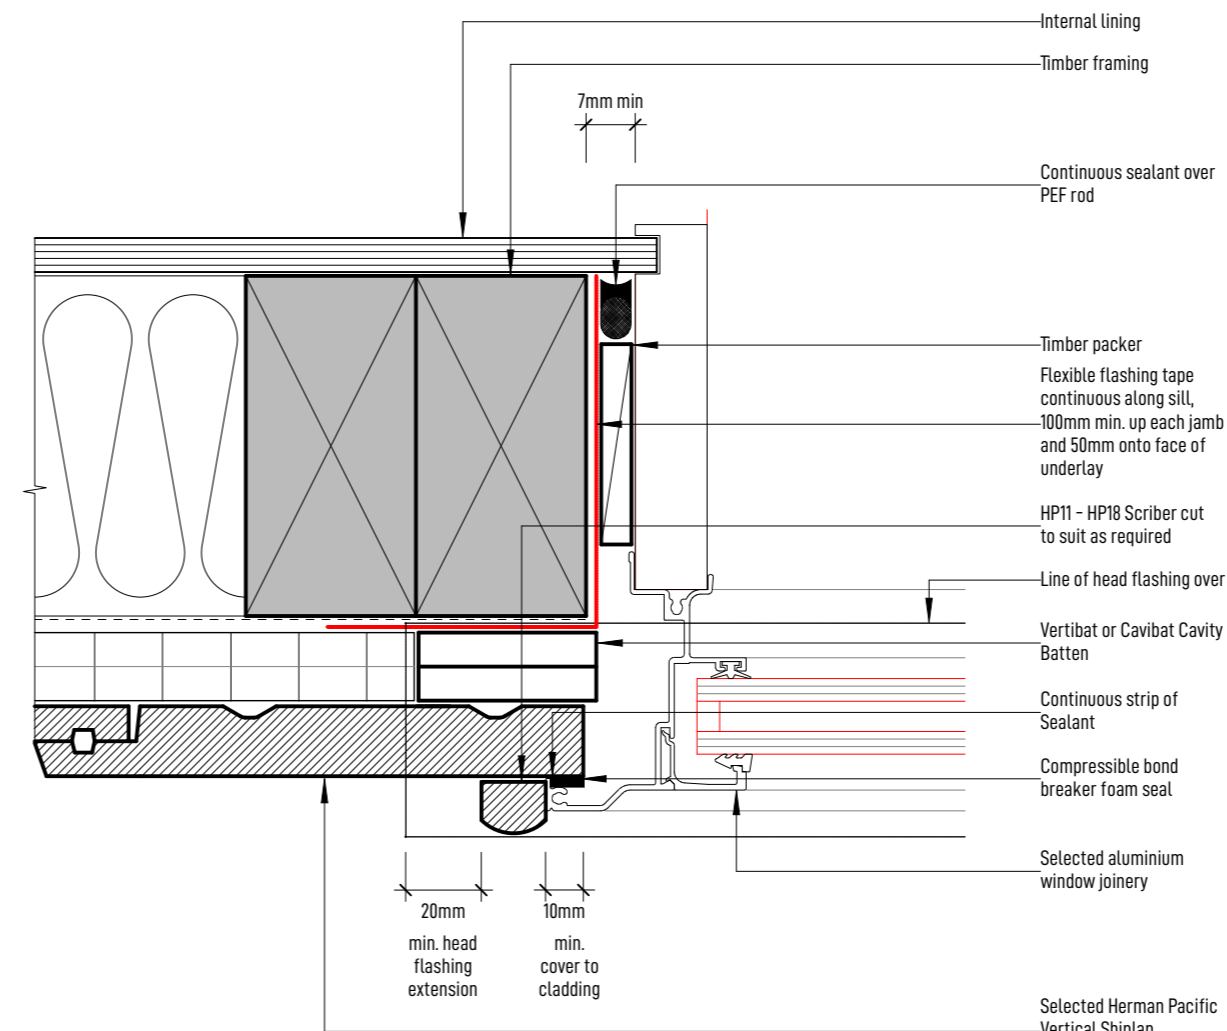 Internal lining
Timber framing
7mm min
Continuous sealant over
PEF rod
Timber packer
Flexible flashing tape
continuous along sill,
100mm min. up each jamb
and 50mm onto face of
underlay
HP11 - HP18 Scriber cut
to suit as required
Line of head flashing over
Vertibat or Cavibat Cavity
Batten
Continuous strip of
Sealant
Compressible bond
breaker foam seal
Selected aluminium
window joinery
20mm
min. head
flashing
extension
10mm
min.
cover to
cladding
Selected Herman Pacific
Vertical Shiplap